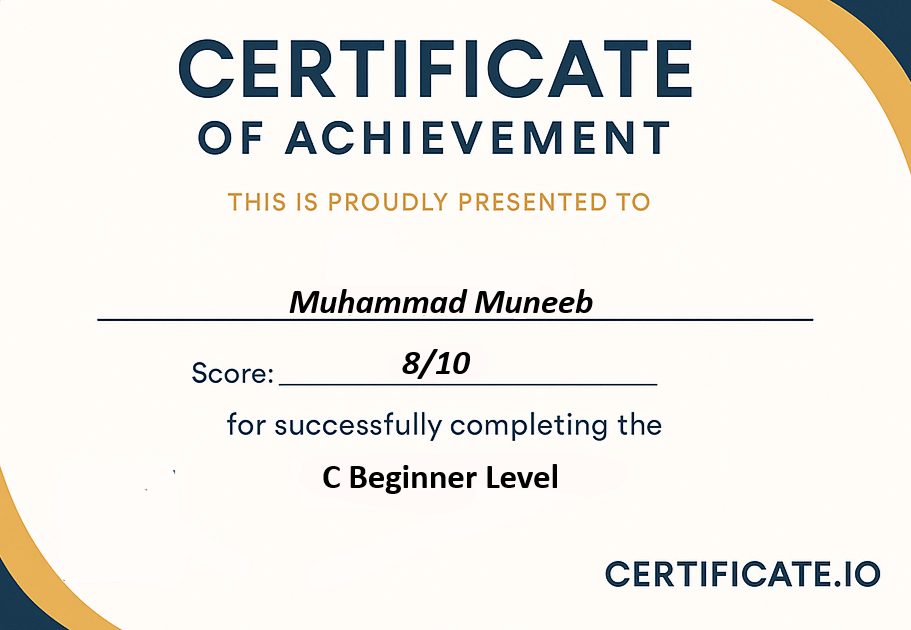 CERTIFICATE
OF ACHIEVEMENT
THIS IS PROUDLY PRESENTED TO
Muhammad Muneeb
Score: 8/10
for successfully completing the
C Beginner Level
CERTIFICATE.IO